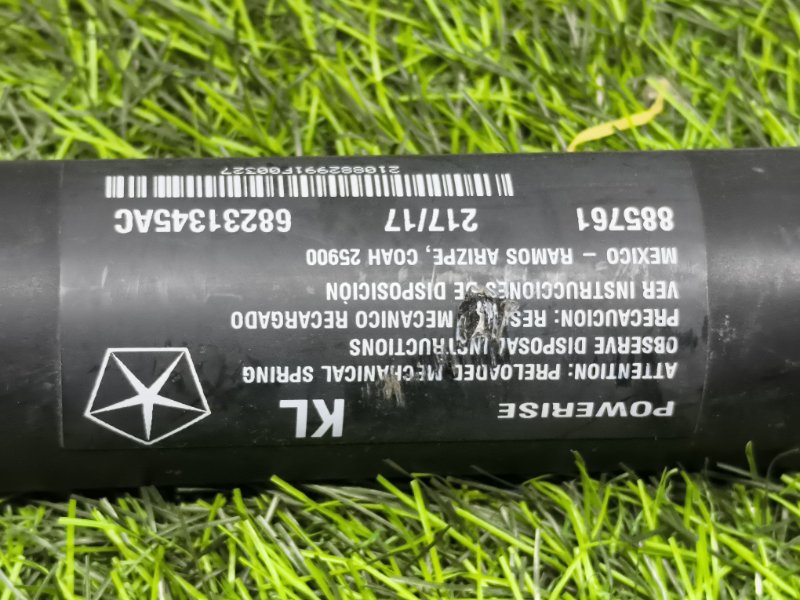 POWERISE KL
ATTENTION: PRELOADED MECHANICAL SPRING
OBSERVE DISPOSAL INSTRUCTIONS
PRECAUCION: MECANICO RECARGADO
VER INSTRUCCIONES DE DISPOSICIÓN
MEXICO – RAMOS ARIZPE, COAH 25900
885761 217/17 68231345AC
210882991F00327